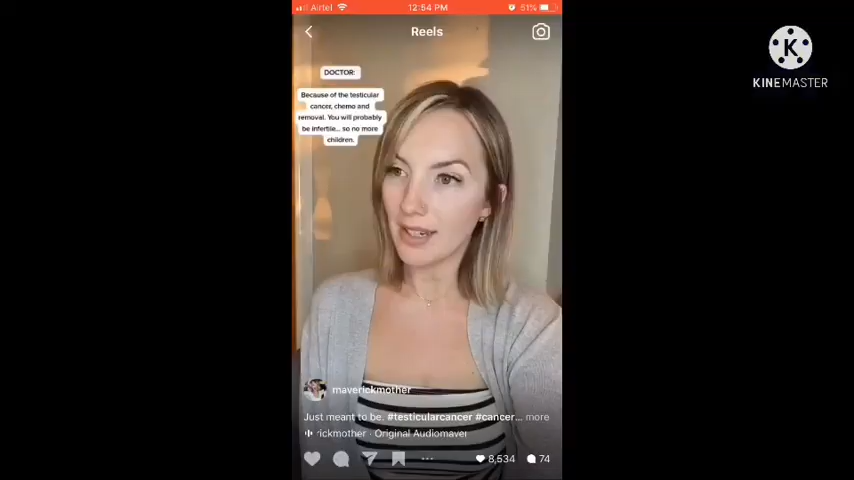 Airtel
12:54 PM
61%
Reels
KINEMASTER
DOCTOR:
Because of the testicular
cancer, chemo and
removal. You will probably
be infertile... so no more
children.
maverickmother
Just meant to be. #testicularcancer #cancer... more
rickmother · Original Audiomaver
8,534
74